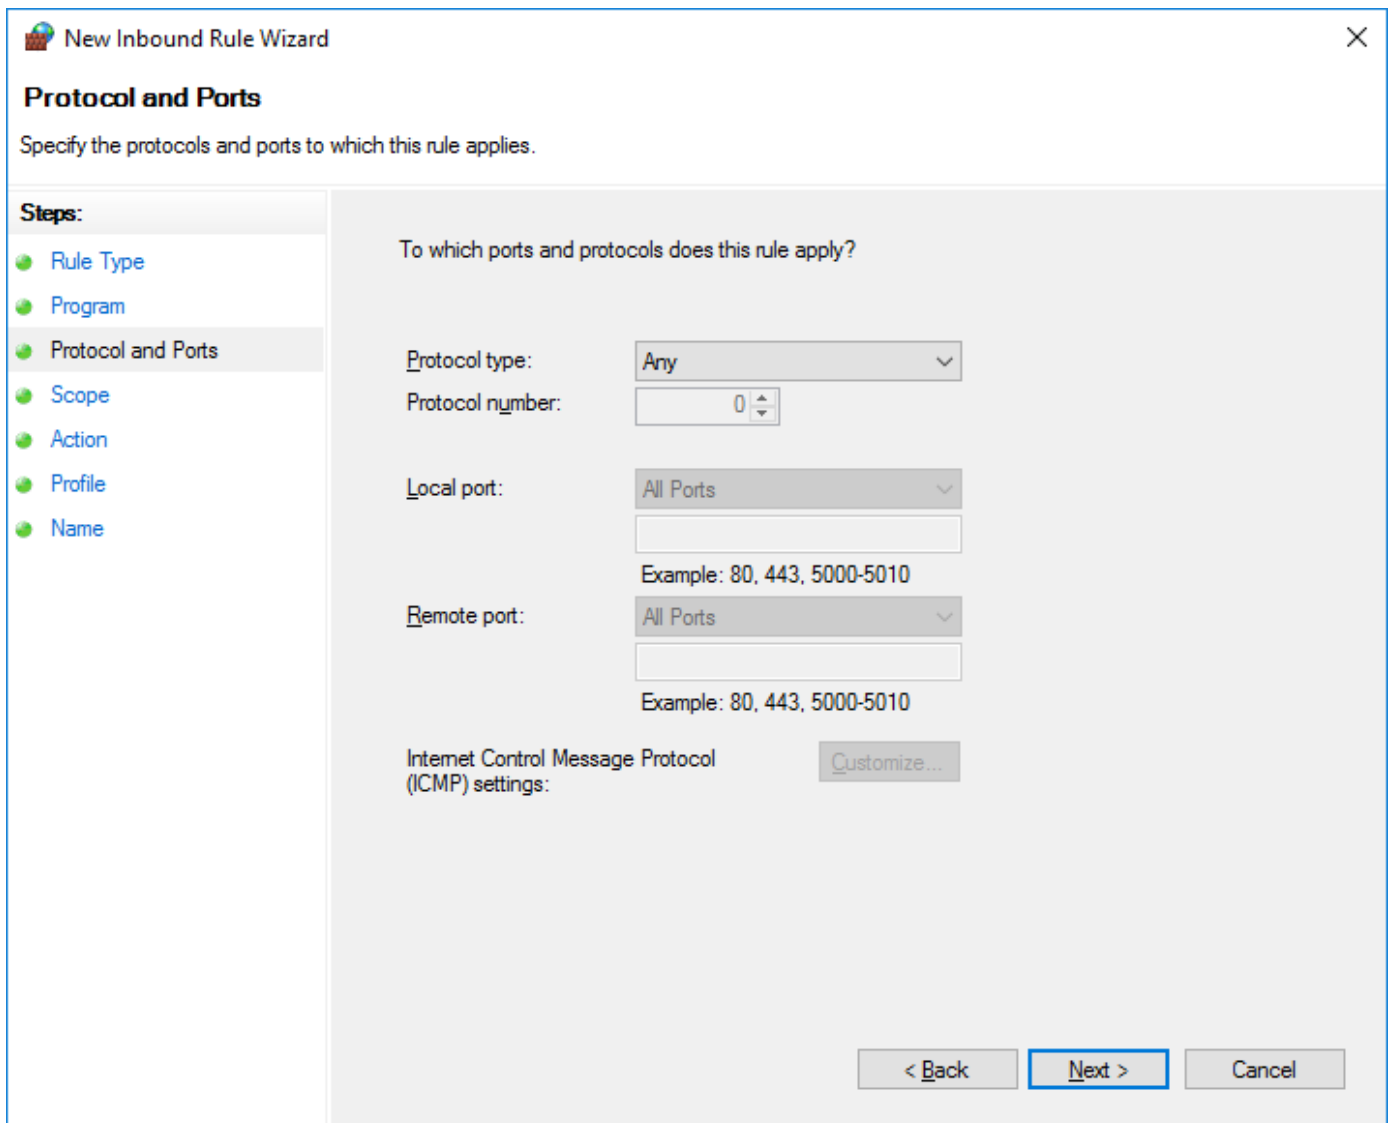 New Inbound Rule Wizard
Protocol and Ports
Specify the protocols and ports to which this rule applies.
Steps:
Rule Type
Program
Protocol and Ports
Scope
Action
Profile
Name
To which ports and protocols does this rule apply?
Protocol type: Any
Protocol number: 0
Local port: All Ports
Example: 80, 443, 5000-5010
Remote port: All Ports
Example: 80, 443, 5000-5010
Internet Control Message Protocol
(ICMP) settings:
Customize...
< Back Next > Cancel